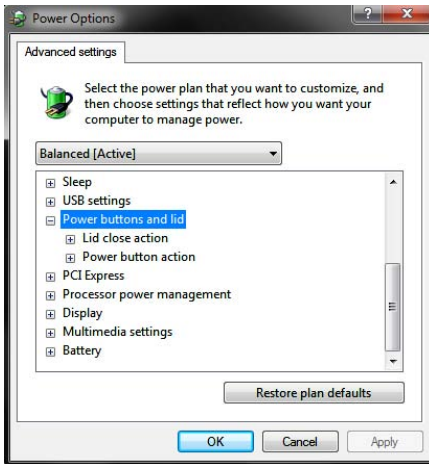 Power Options
Advanced settings
Select the power plan that you want to customize, and
then choose settings that reflect how you want your
computer to manage power.
Balanced [Active]
Sleep
USB settings
Power buttons and lid
Lid close action
Power button action
PCI Express
Processor power management
Display
Multimedia settings
Battery
Restore plan defaults
OK Cancel Apply